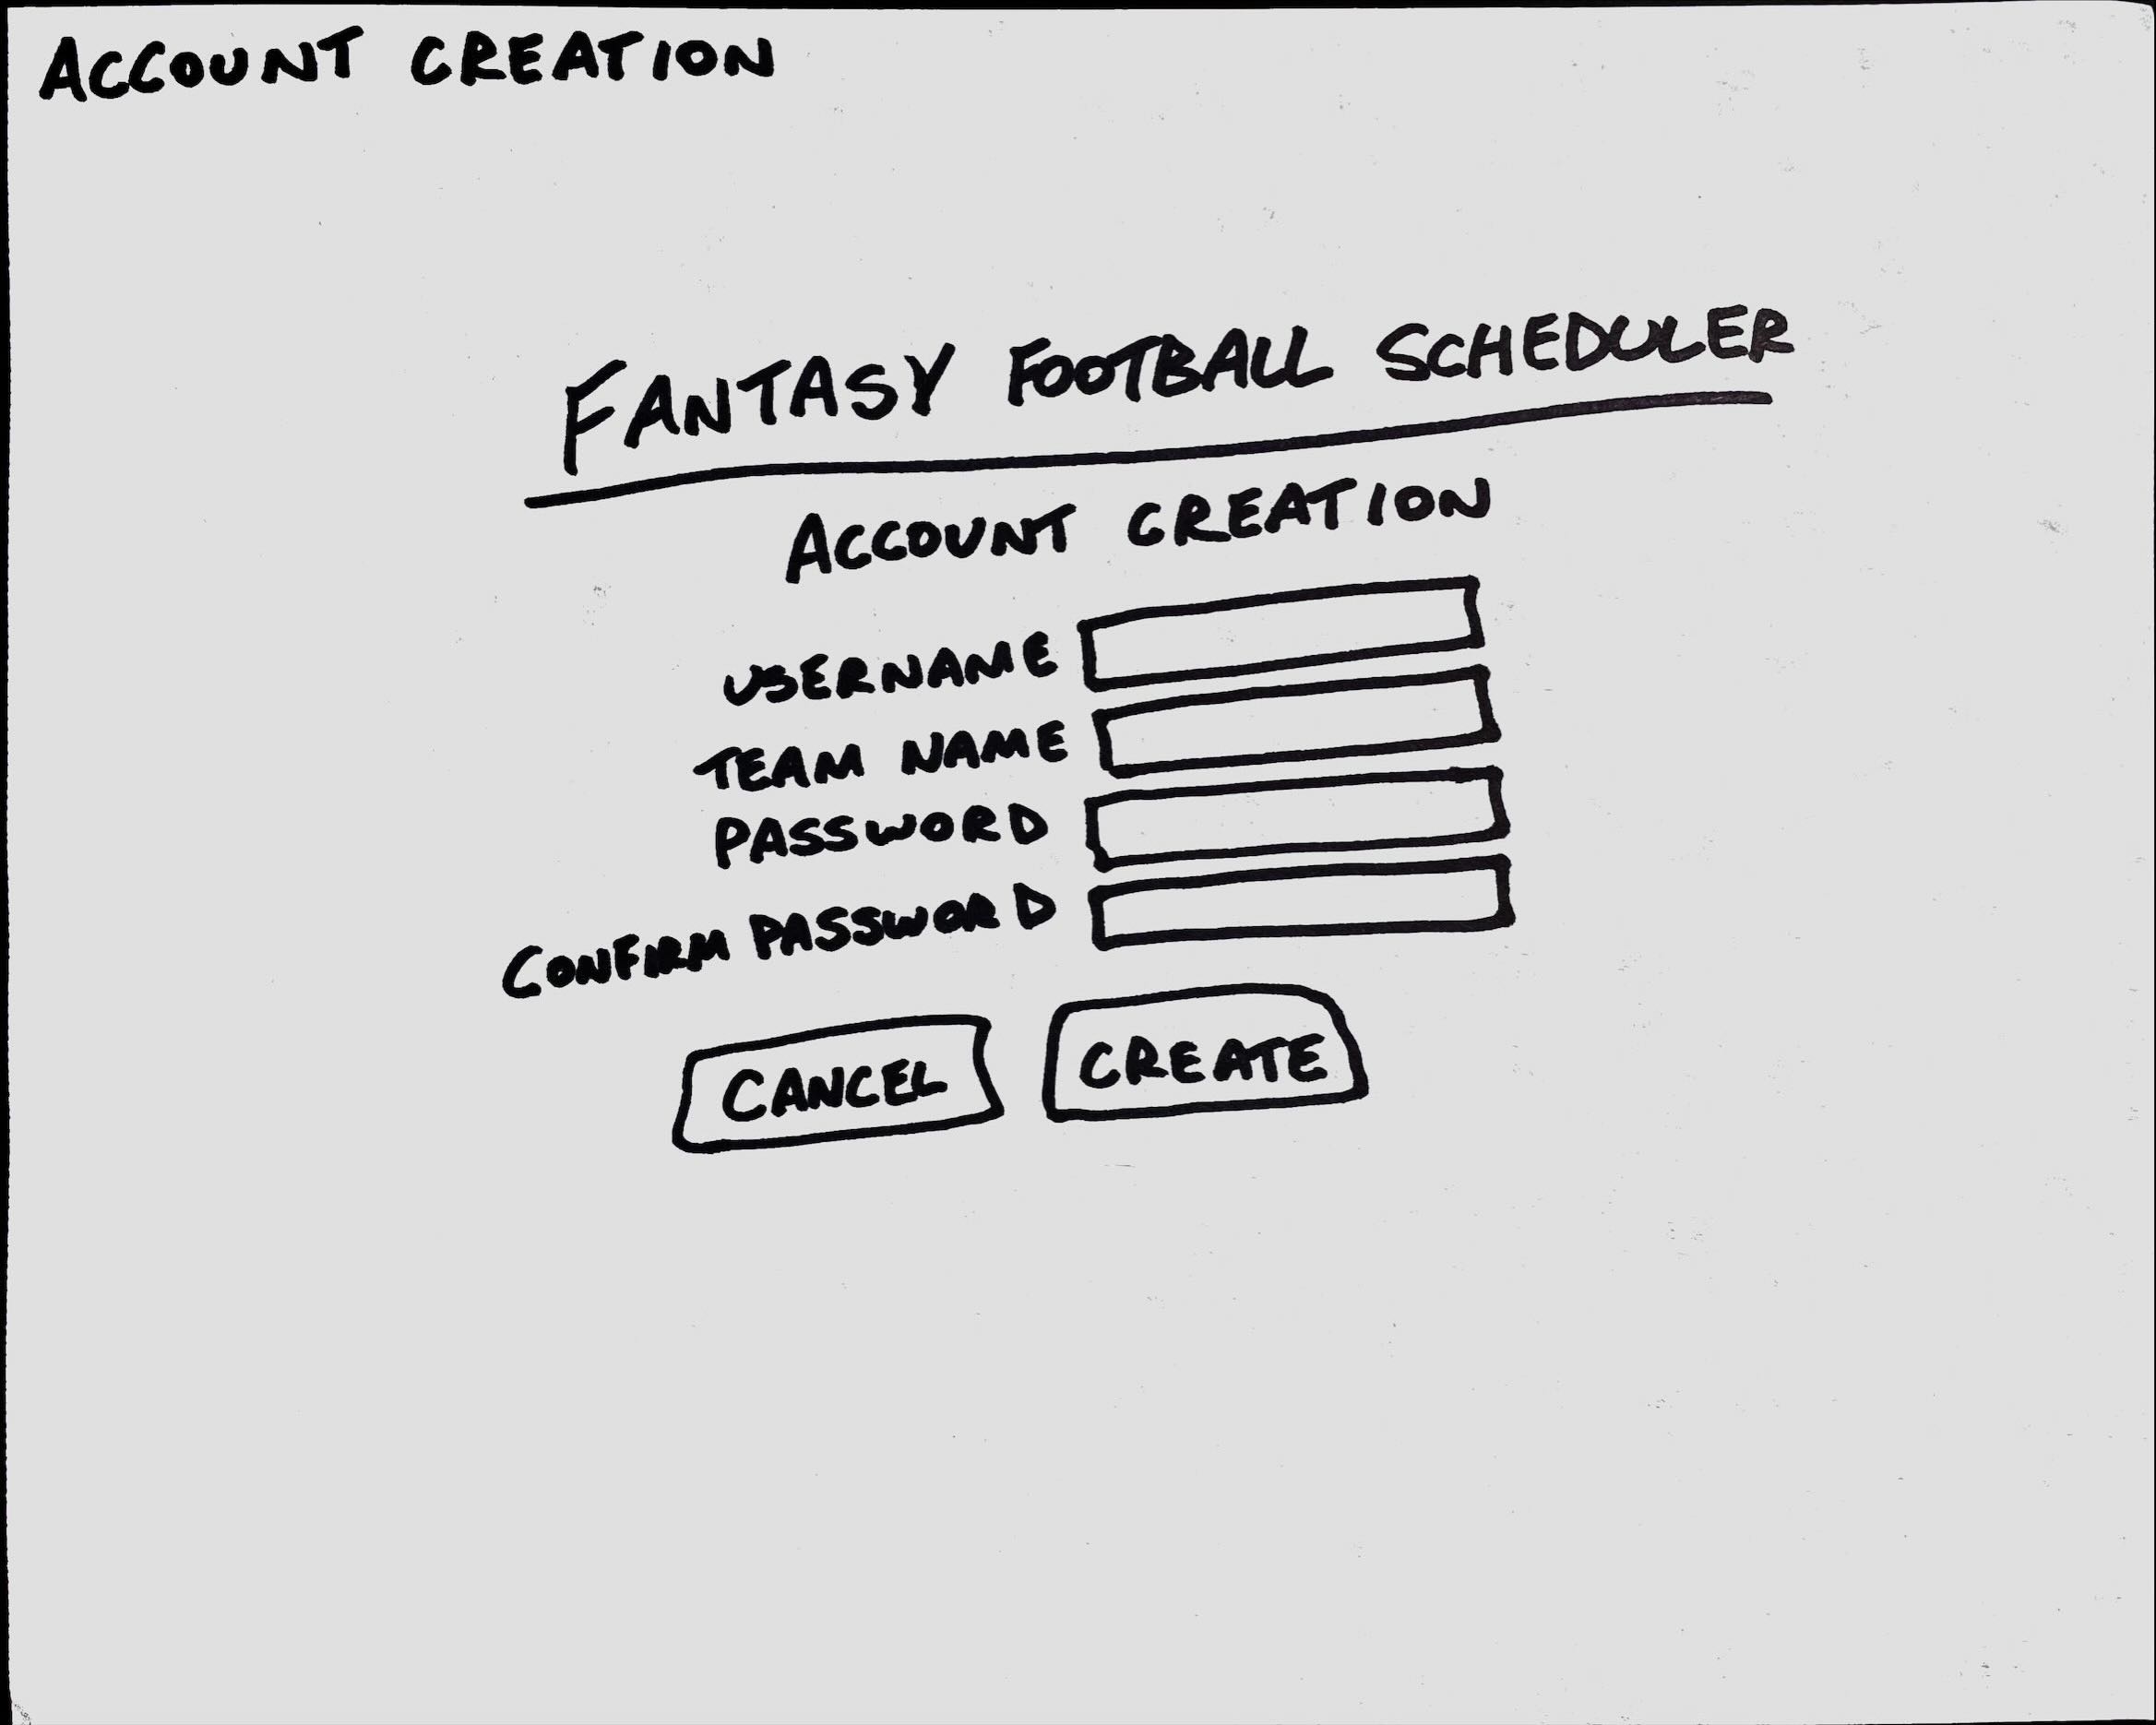 ACCOUNT CREATION
FANTASY FOOTBALL SCHEDULER
ACCOUNT CREATION
USERNAME
TEAM NAME
PASSWORD
CONFIRM PASSWORD
CANCEL CREATE